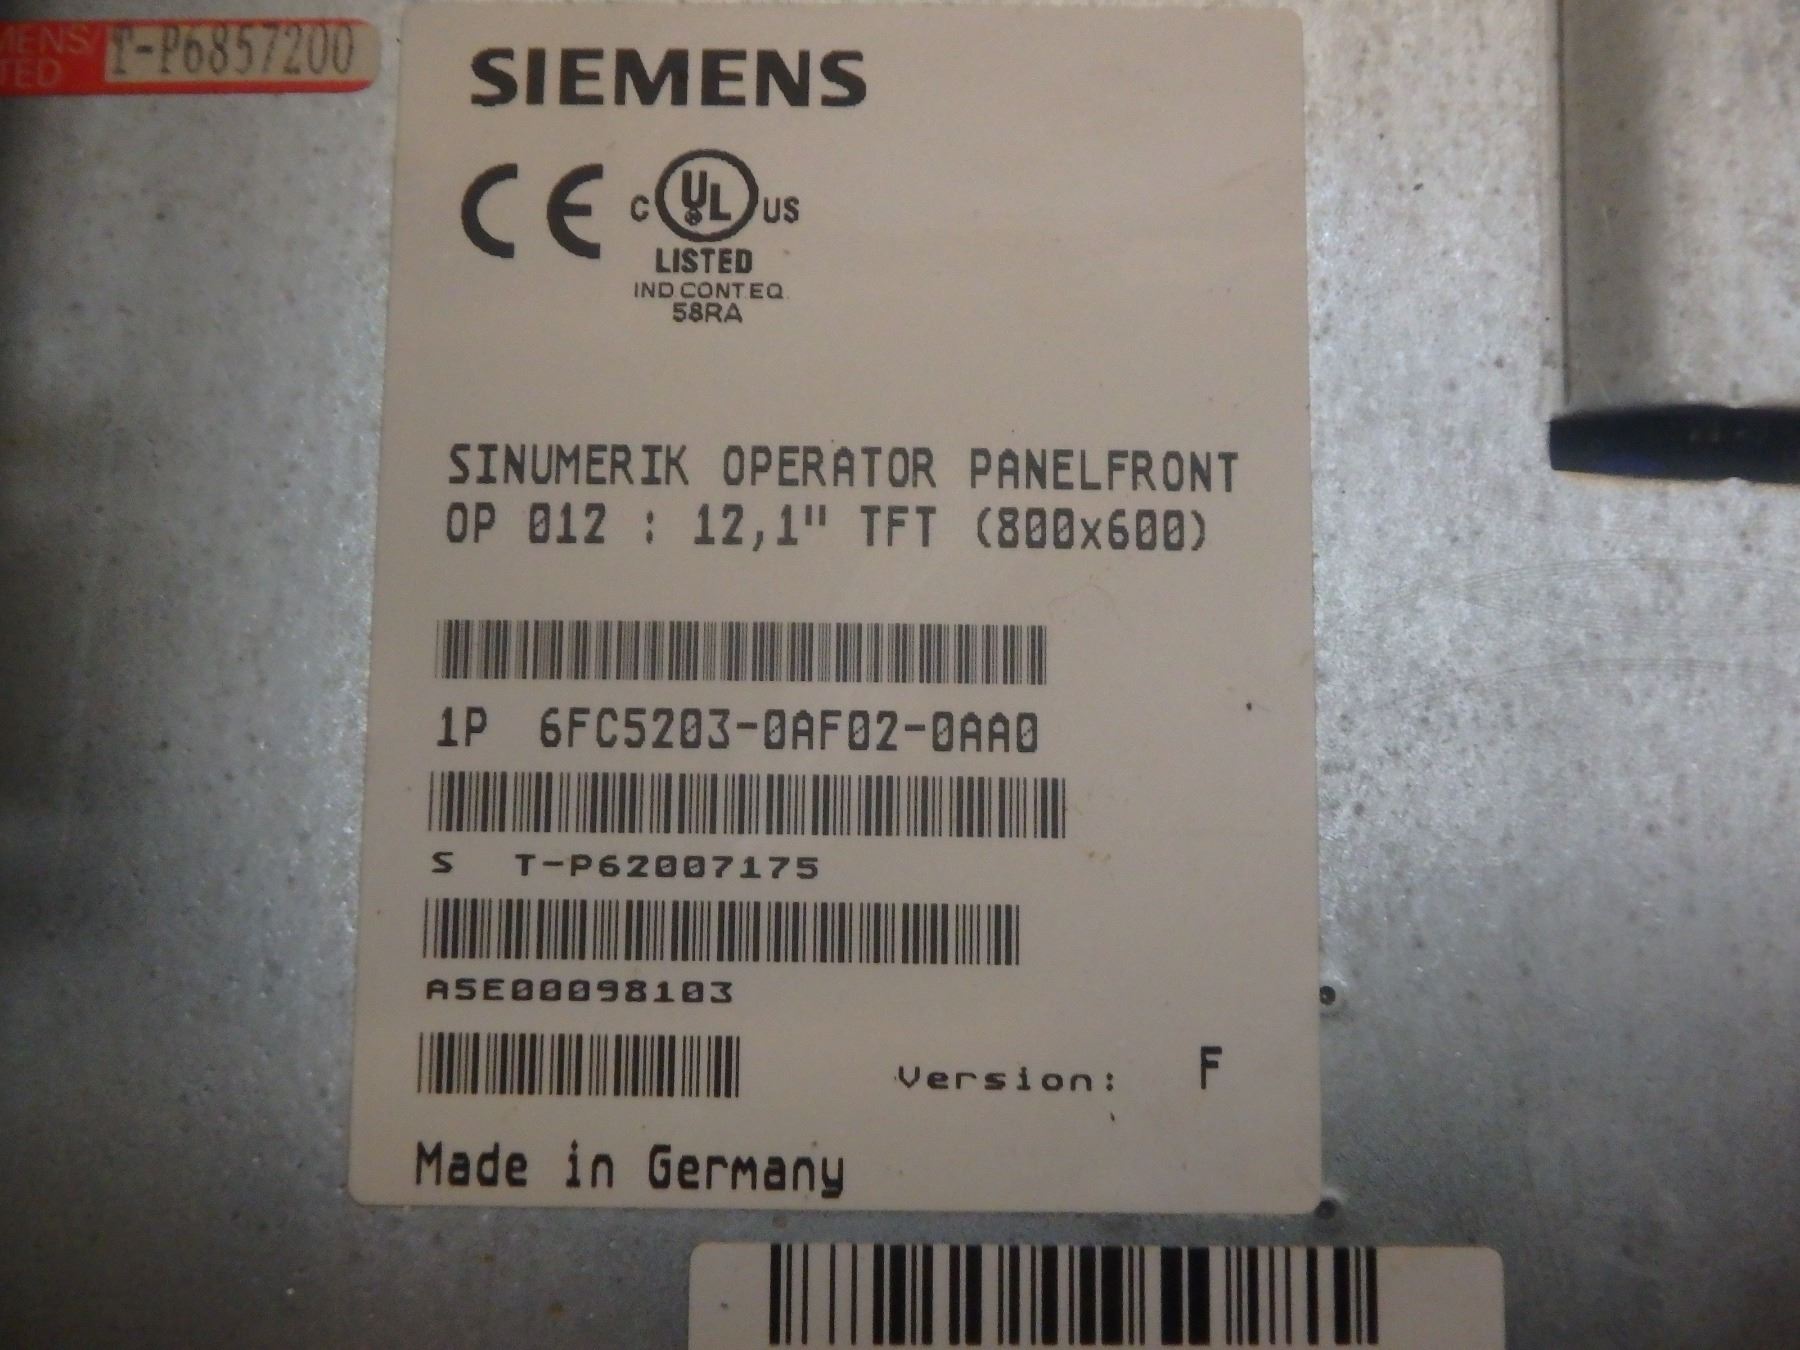 T-P6857200
SIEMENS
CE C UL US
LISTED
IND.CONT.EQ.
58RA
SINUMERIK OPERATOR PANELFRONT
OP 012 : 12,1" TFT (800x600)
1P 6FC5203-0AF02-0AA0
S T-P62007175
A5E00098103
Version: F
Made in Germany